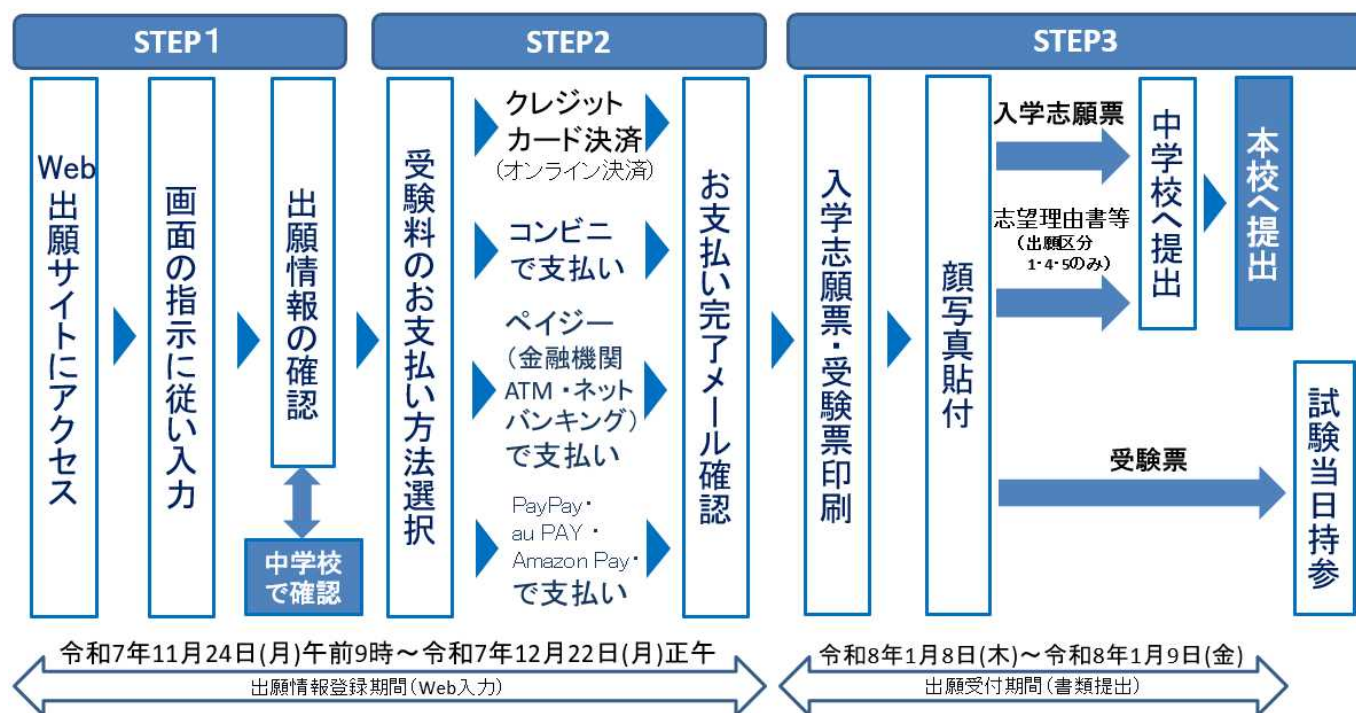 STEP1
STEP2
STEP3
Web出願サイトにアクセス
画面の指示に従い入力
出願情報の確認
中学校
で確認
受験料のお支払い方法選択
クレジット
カード決済
(オンライン決済)
コンビニ
で支払い
ペイジー
(金融機関
ATM・ネット
バンキング)
で支払い
PayPay・
au PAY・
Amazon Pay・
で支払い
お支払い完了メール確認
入学志願票・受験票印刷
顔写真貼付
入学志願票
志望理由書等
(出願区分
1・4・5のみ)
中学校へ提出
本校へ提出
受験票
試験当日持参
令和7年11月24日(月)午前9時～令和7年12月22日(月)正午
出願情報登録期間(Web入力)
令和8年1月8日(木)～令和8年1月9日(金)
出願受付期間(書類提出)